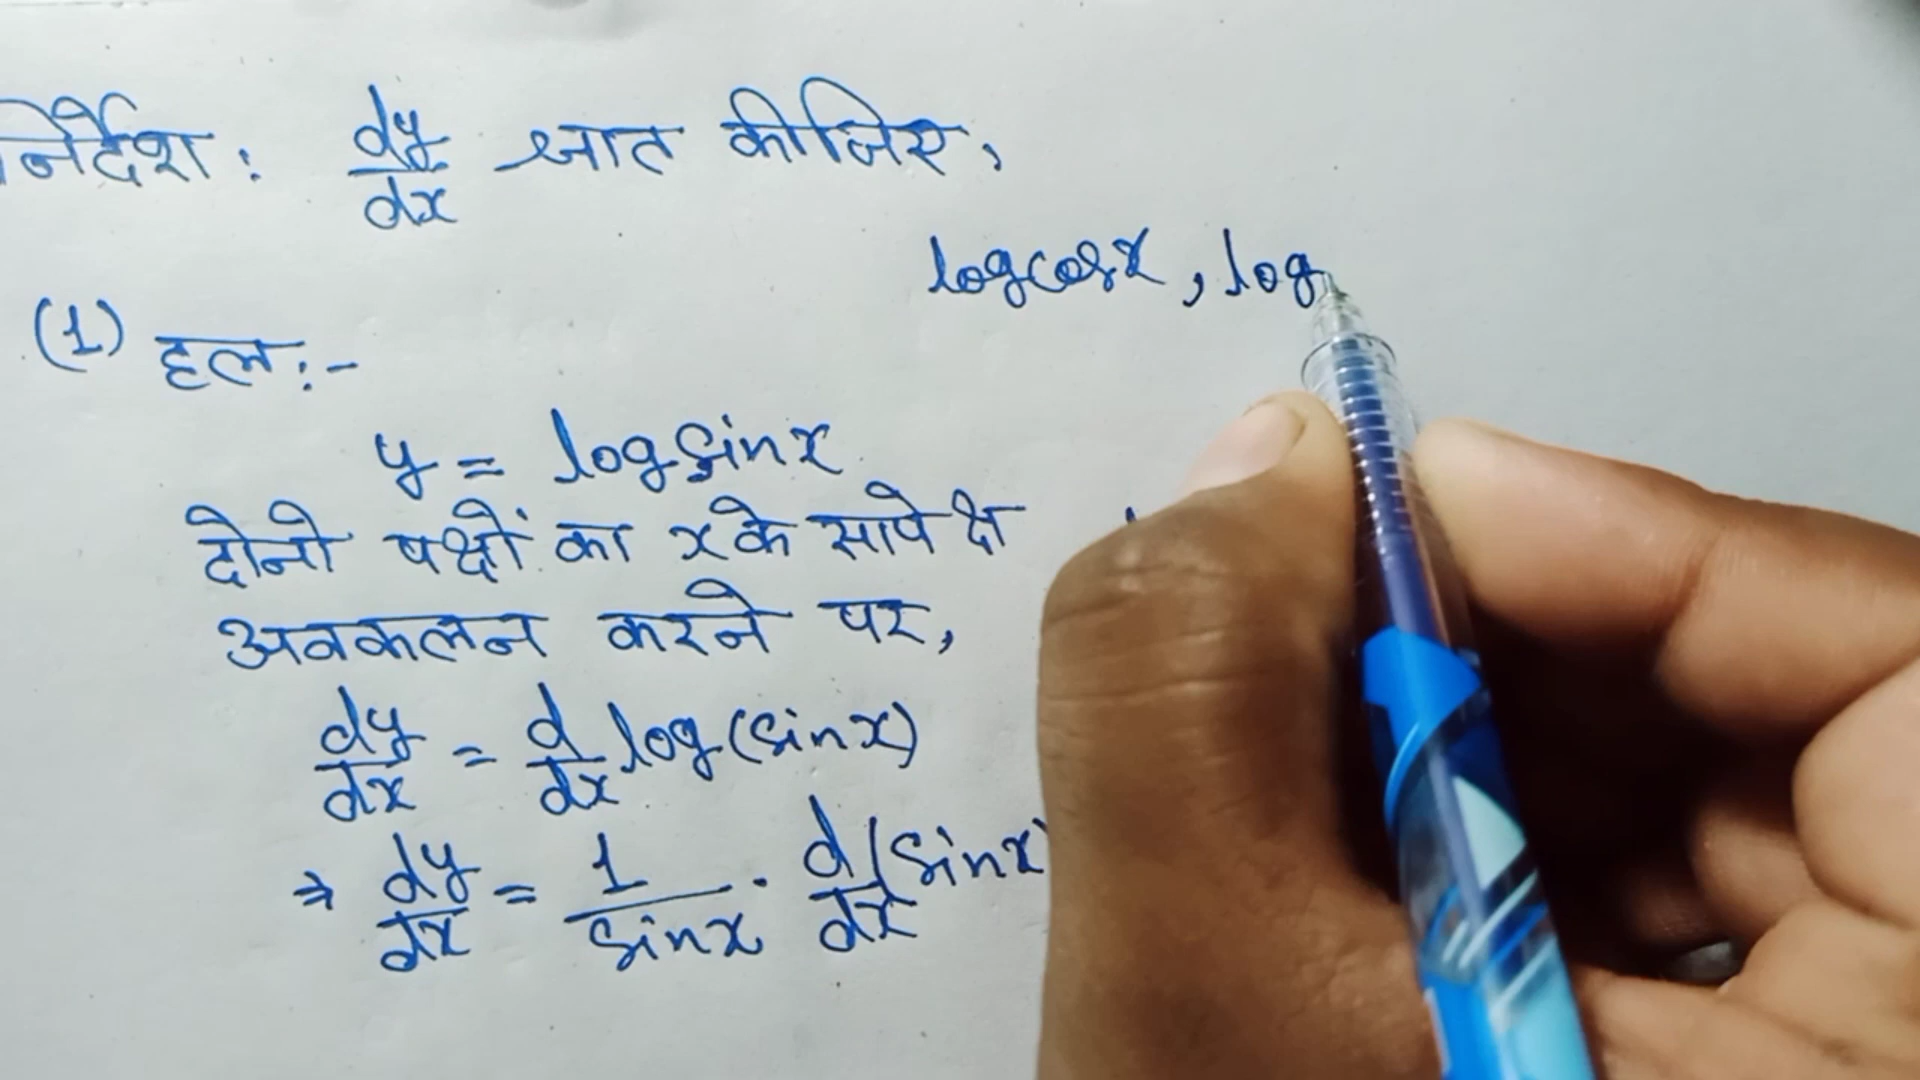 निर्देश: dy/dx ज्ञात कीजिए,
log cos x, log
(1) हल:-
y = log sin x
दोनो पक्षों का x के सापेक्ष
अवकलन करने पर,
dy/dx = d/dx log(sin x)
⇒ dy/dx = 1/sin x · d/dx (sin x)